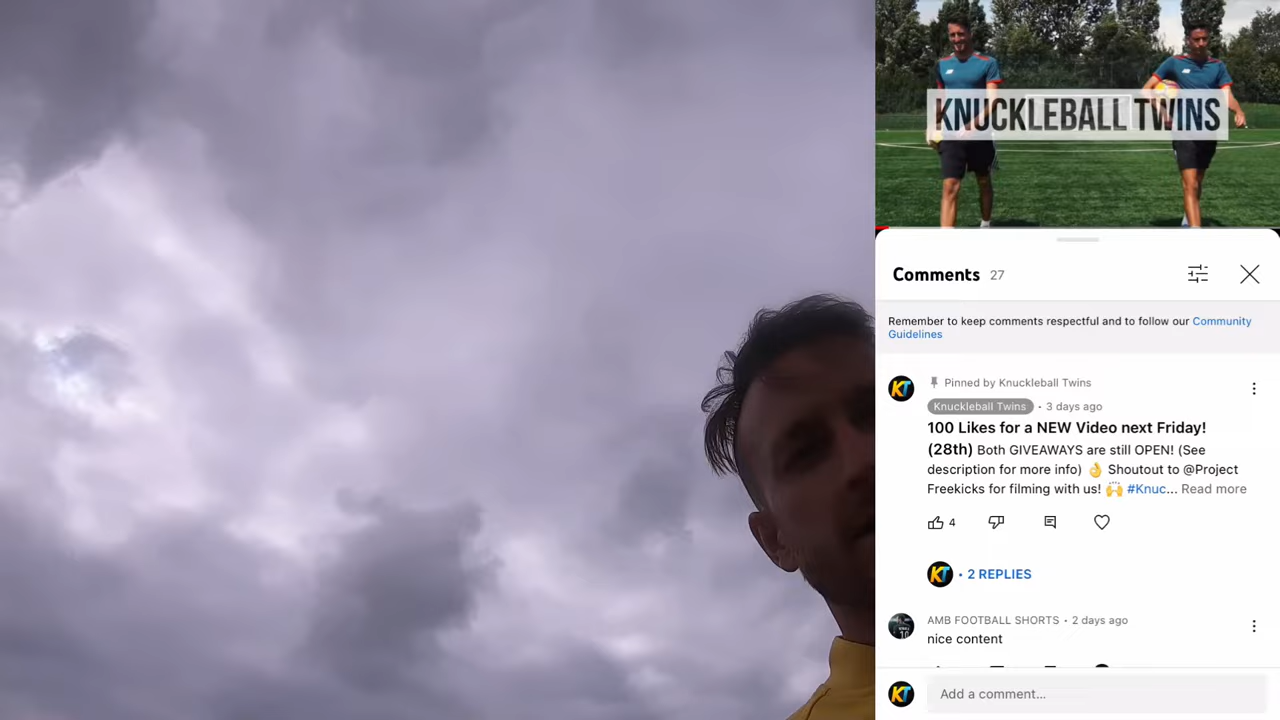 KNUCKLEBALL TWINS
Comments 27
Remember to keep comments respectful and to follow our Community
Guidelines
KT
Pinned by Knuckleball Twins
Knuckleball Twins • 3 days ago
100 Likes for a NEW Video next Friday!
(28th) Both GIVEAWAYS are still OPEN! (See
description for more info) 👌 Shoutout to @Project
Freekicks for filming with us! 🙌 #Knuc... Read more
4
KT • 2 REPLIES
AMB FOOTBALL SHORTS • 2 days ago
nice content
KT
Add a comment...